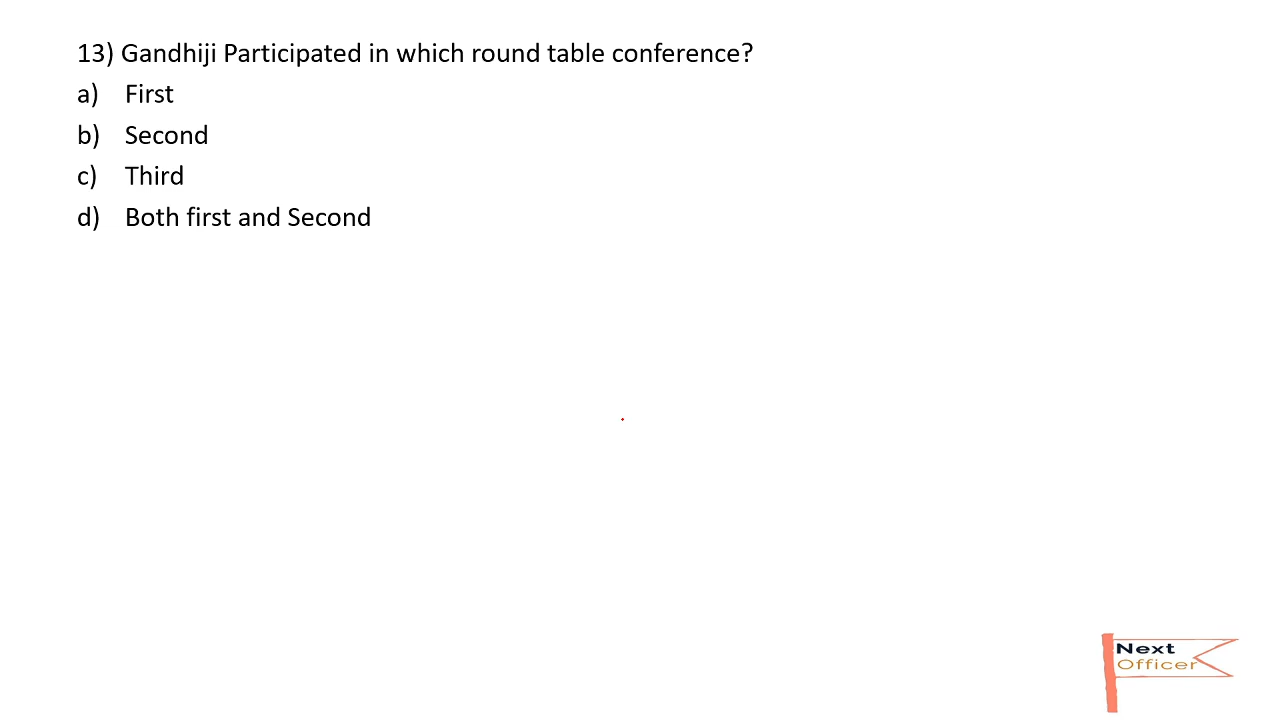 13) Gandhiji Participated in which round table conference?
a) First
b) Second
c) Third
d) Both first and Second
Next
Officer